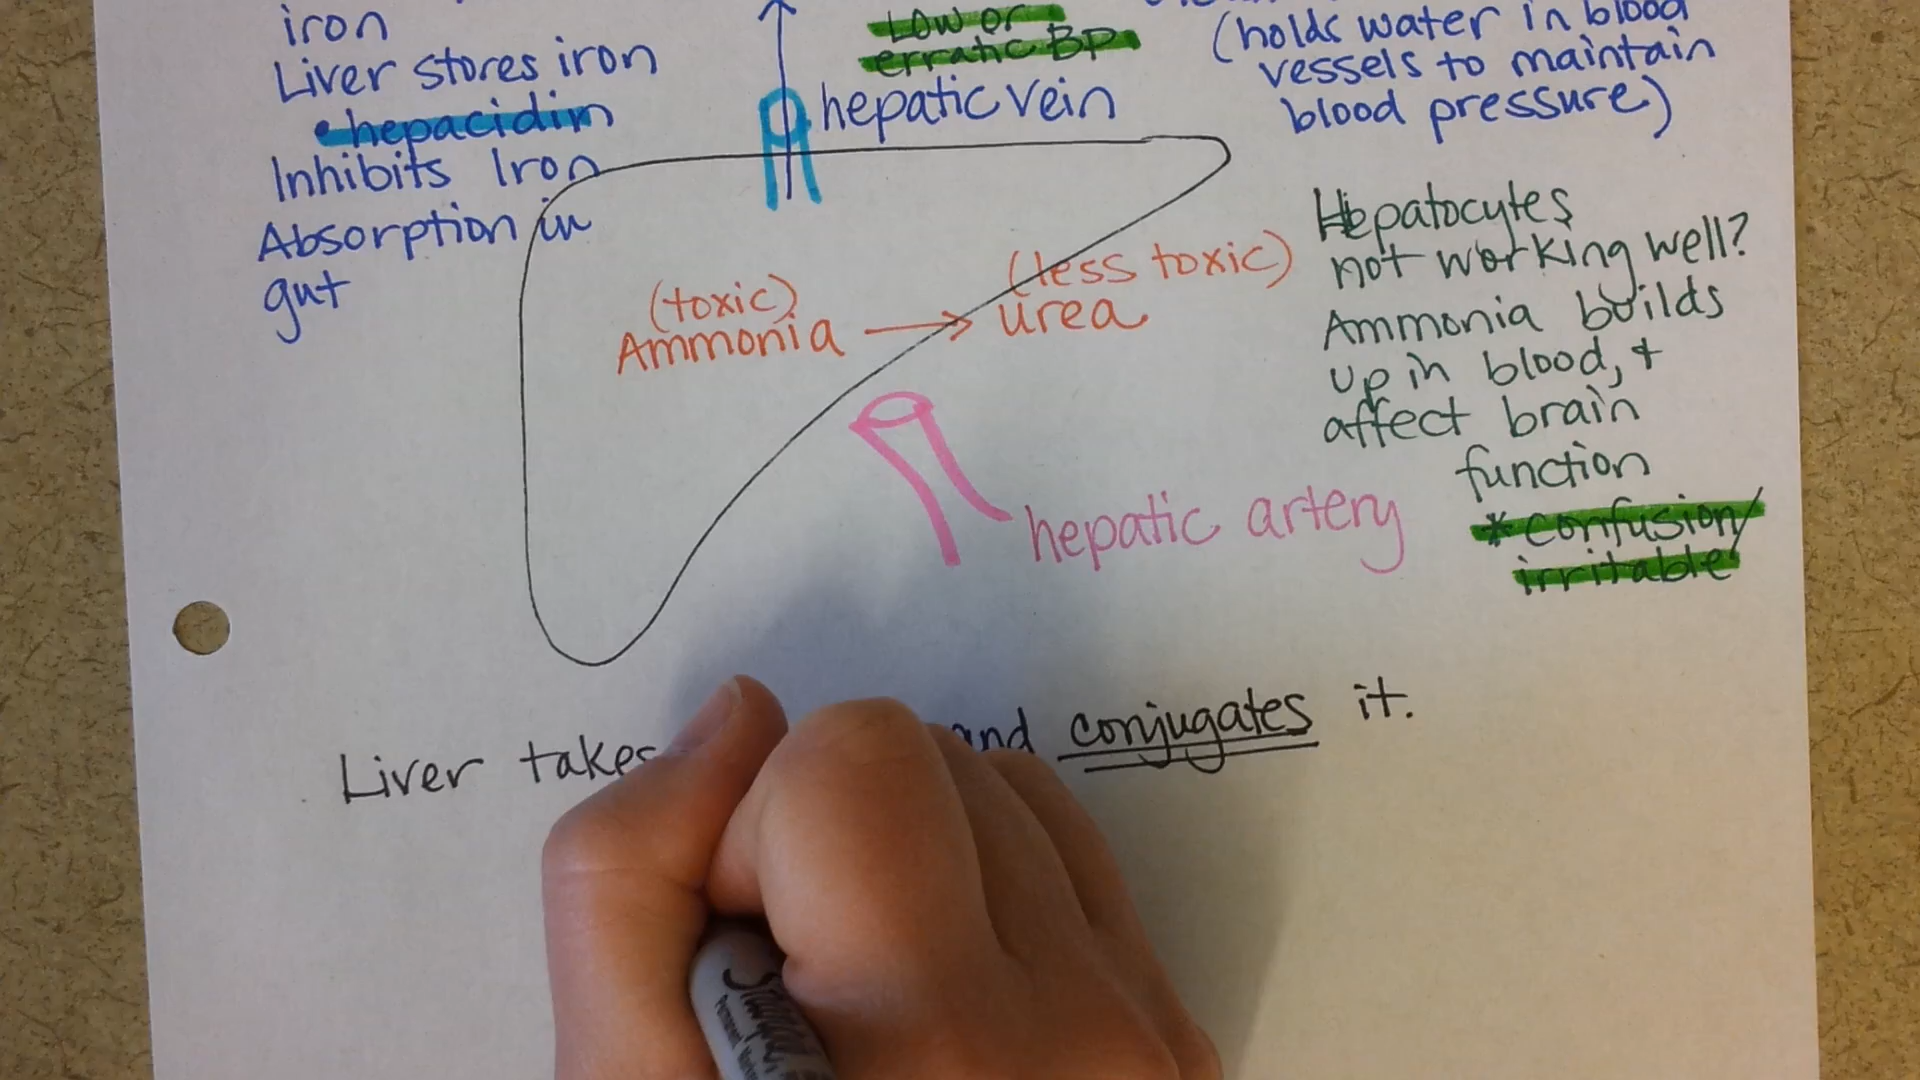 iron
Liver stores iron
• hepacidin
Inhibits Iron
Absorption in
gut
Low or
erratic BP
hepatic vein
(holds water in blood
vessels to maintain
blood pressure)
(toxic)
Ammonia → urea
(less toxic)
hepatic artery
Hepatocytes
not working well?
Ammonia builds
up in blood, +
affect brain
function
* confusion/
irritable
Liver takes and conjugates it.
Permanent